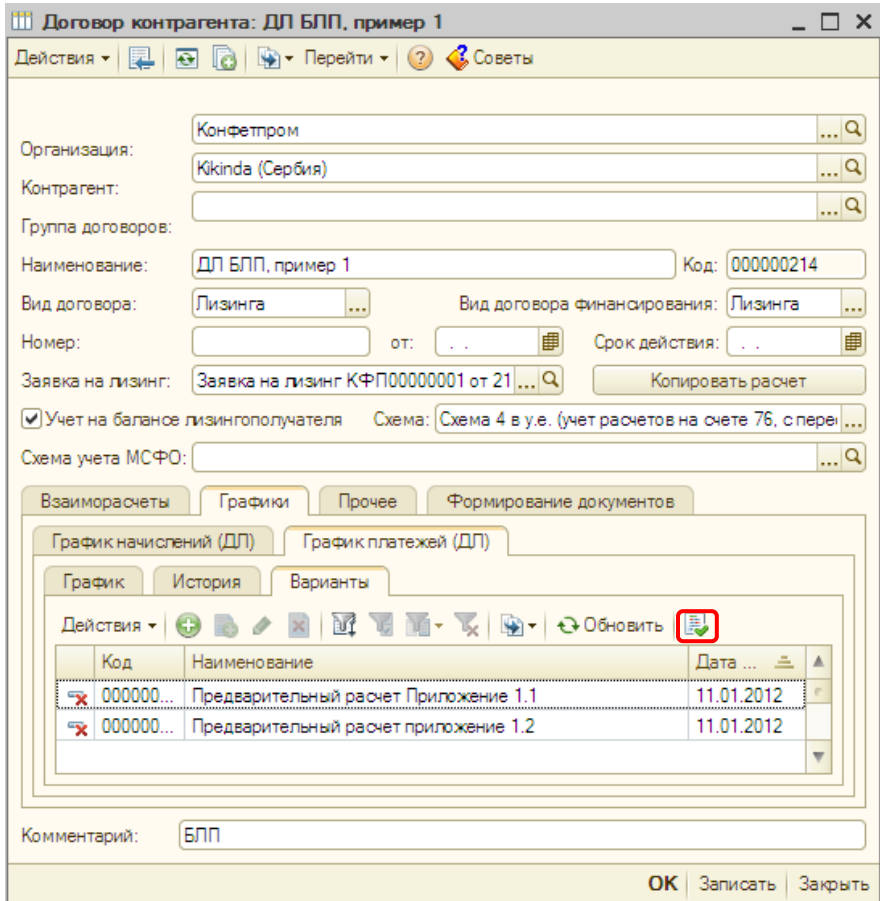 Договор контрагента: ДЛ БЛП, пример 1
Действия Перейти Советы
Организация: Конфетпром ...
Контрагент: Kikinda (Сербия) ...
Группа договоров: ...
Наименование: ДЛ БЛП, пример 1 Код: 000000214
Вид договора: Лизинга ... Вид договора финансирования: Лизинга ...
Номер: от: . . Срок действия: . .
Заявка на лизинг: Заявка на лизинг КФП00000001 от 21 ... Копировать расчет
Учет на балансе лизингополучателя Схема: Схема 4 в у.е. (учет расчетов на счете 76, с пере ...
Схема учета МСФО: ...
Взаиморасчеты Графики Прочее Формирование документов
График начислений (ДЛ) График платежей (ДЛ)
График История Варианты
Действия Обновить
Код Наименование Дата ...
000000... Предварительный расчет Приложение 1.1 11.01.2012
000000... Предварительный расчет приложение 1.2 11.01.2012
Комментарий: БЛП
OK Записать Закрыть